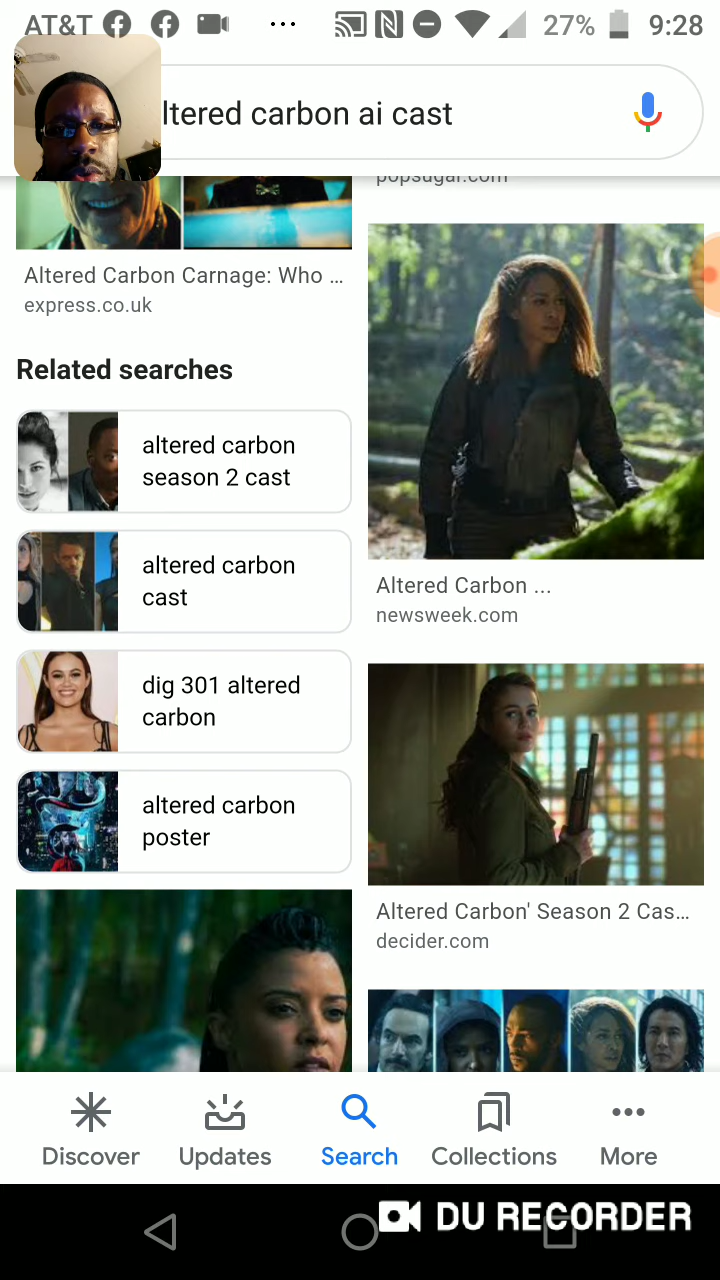 AT&T 27% 9:28
ltered carbon ai cast
popsugar.com
Altered Carbon Carnage: Who ...
express.co.uk
Related searches
altered carbon
season 2 cast
altered carbon
cast
dig 301 altered
carbon
altered carbon
poster
Altered Carbon ...
newsweek.com
Altered Carbon' Season 2 Cas...
decider.com
Discover Updates Search Collections More
DU RECORDER